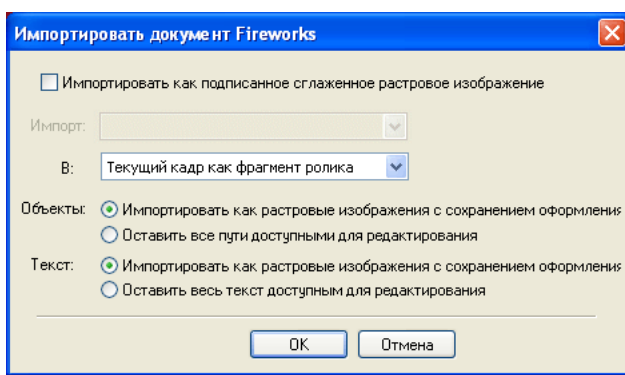 Импортировать документ Fireworks
Импортировать как подписанное сглаженное растровое изображение
Импорт:
В: Текущий кадр как фрагмент ролика
Объекты: Импортировать как растровые изображения с сохранением оформления
Оставить все пути доступными для редактирования
Текст: Импортировать как растровые изображения с сохранением оформления
Оставить весь текст доступным для редактирования
OK Отмена